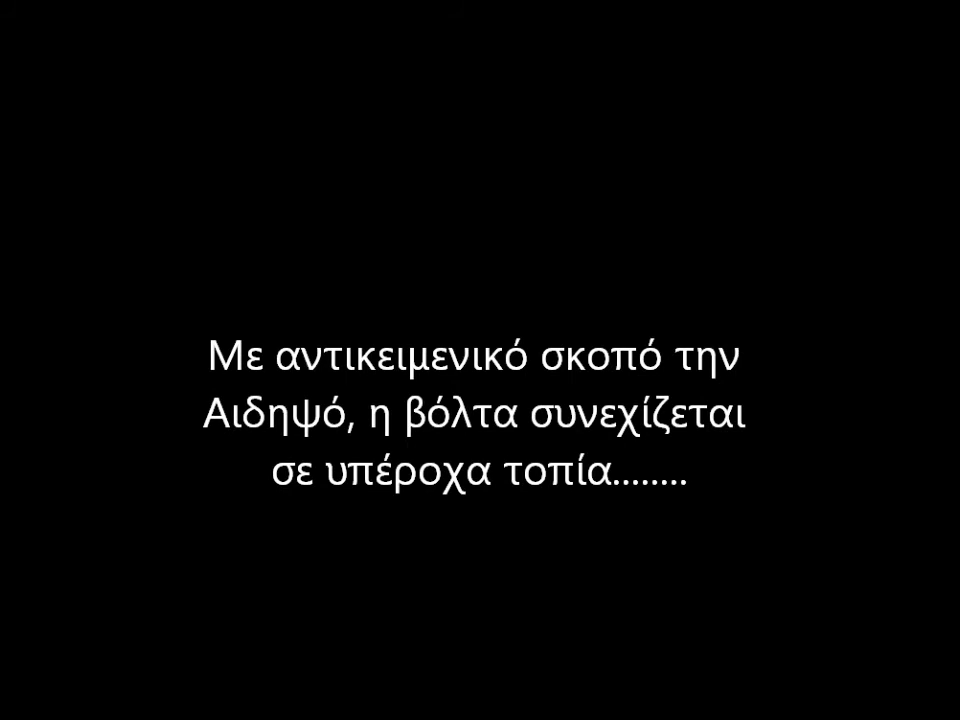 Με αντικειμενικό σκοπό την
Αιδηψό, η βόλτα συνεχίζεται
σε υπέροχα τοπία........